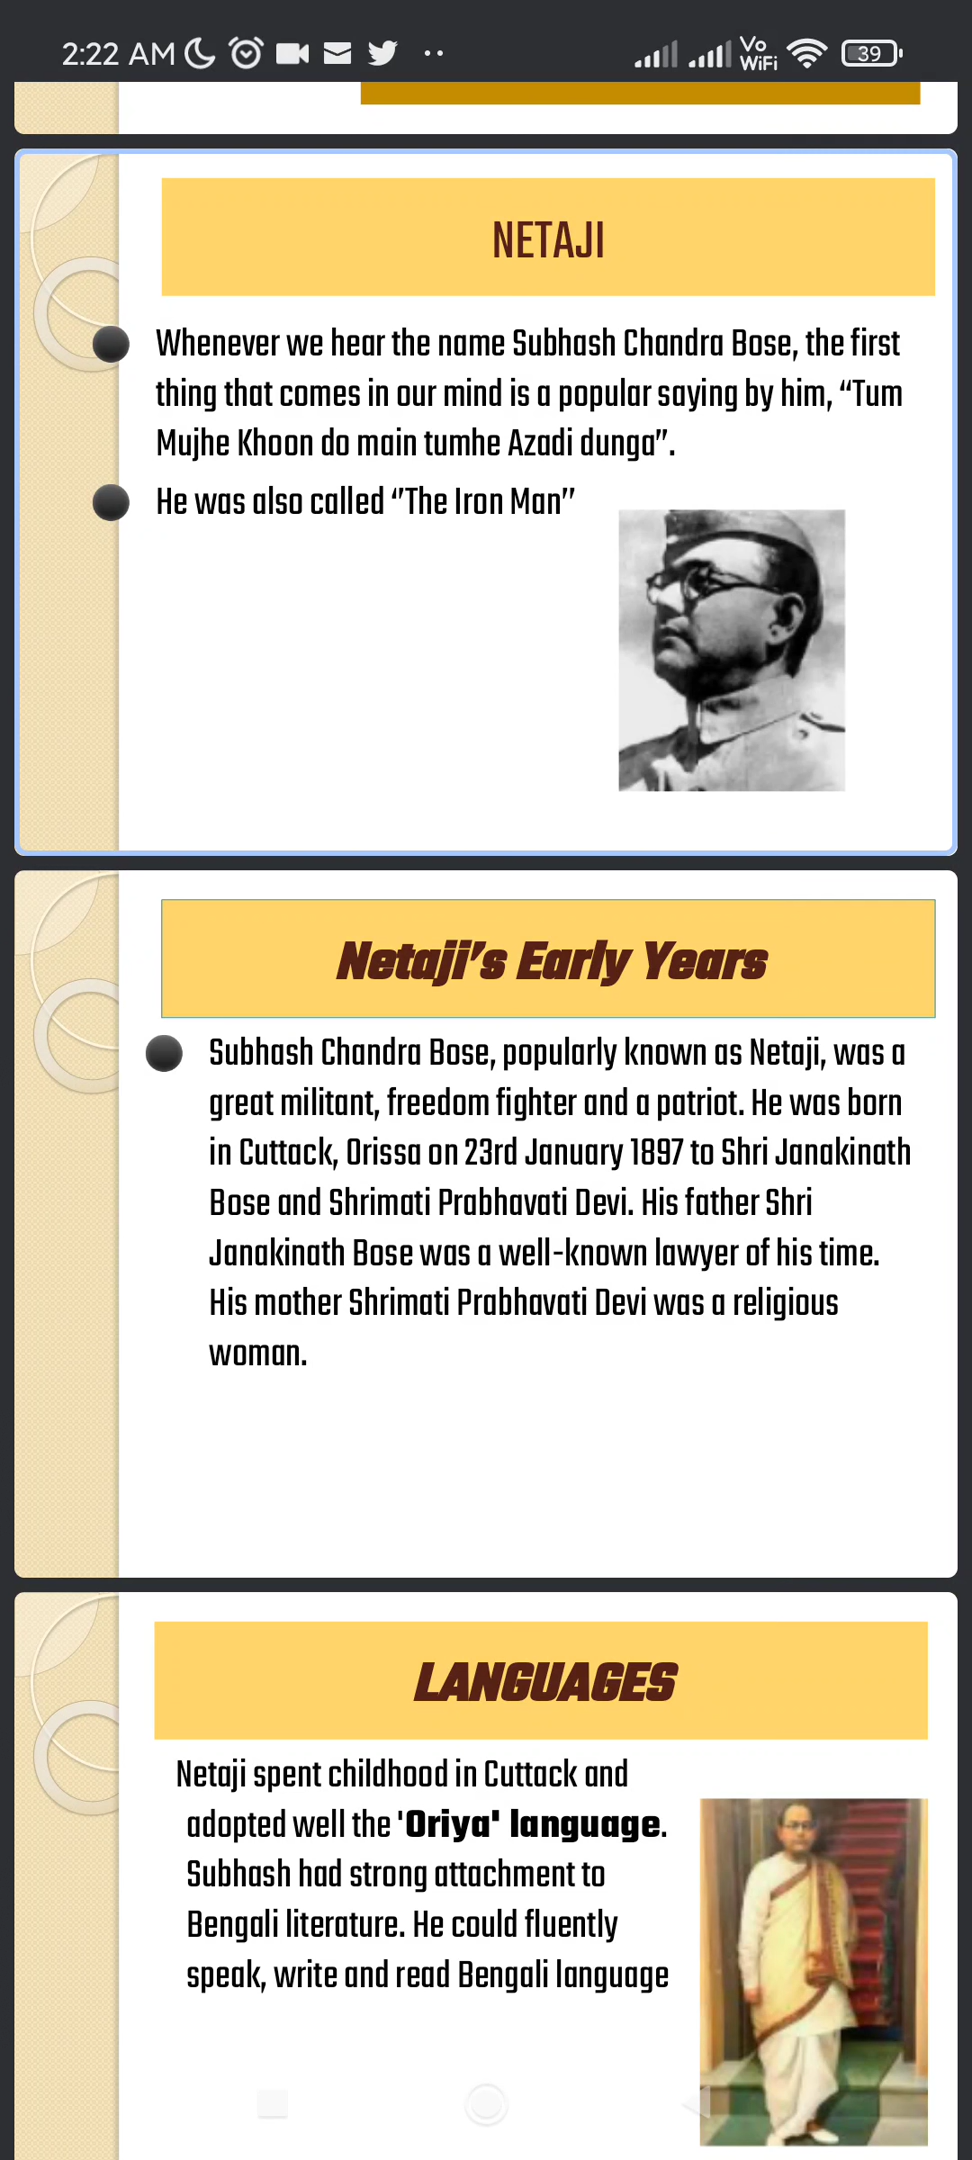 2:22 AM
Vo
WiFi
39
NETAJI
Whenever we hear the name Subhash Chandra Bose, the first
thing that comes in our mind is a popular saying by him, “Tum
Mujhe Khoon do main tumhe Azadi dunga”.
He was also called “The Iron Man”
Netaji’s Early Years
Subhash Chandra Bose, popularly known as Netaji, was a
great militant, freedom fighter and a patriot. He was born
in Cuttack, Orissa on 23rd January 1897 to Shri Janakinath
Bose and Shrimati Prabhavati Devi. His father Shri
Janakinath Bose was a well-known lawyer of his time.
His mother Shrimati Prabhavati Devi was a religious
woman.
LANGUAGES
Netaji spent childhood in Cuttack and
adopted well the 'Oriya' language.
Subhash had strong attachment to
Bengali literature. He could fluently
speak, write and read Bengali language